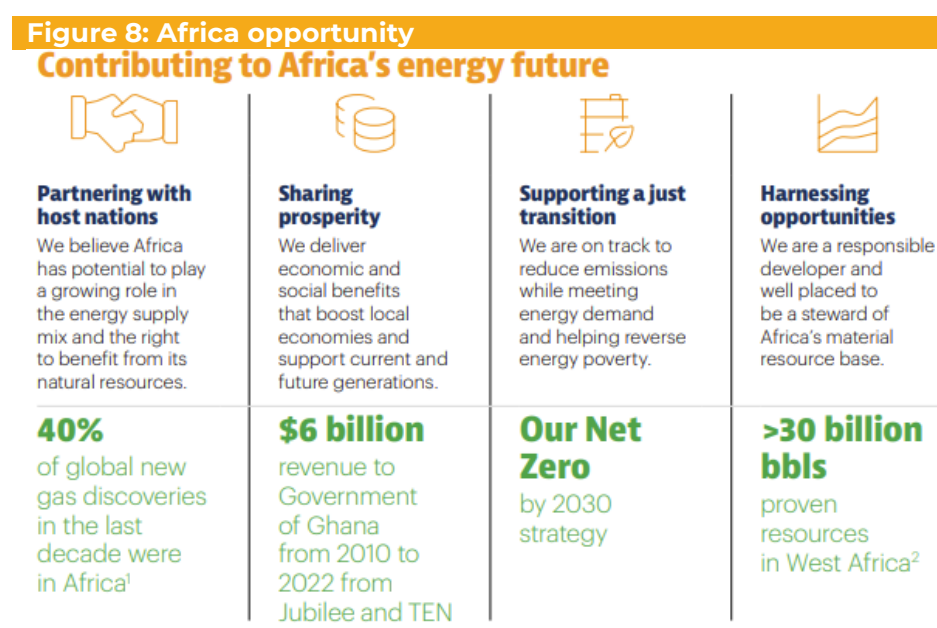 Figure 8: Africa opportunity
Contributing to Africa's energy future
Partnering with
host nations
We believe Africa
has potential to play
a growing role in
the energy supply
mix and the right
to benefit from its
natural resources.
40%
of global new
gas discoveries
in the last
decade were
in Africa¹
Sharing
prosperity
We deliver
economic and
social benefits
that boost local
economies and
support current and
future generations.
$6 billion
revenue to
Government
of Ghana
from 2010 to
2022 from
Jubilee and TEN
Supporting a just
transition
We are on track to
reduce emissions
while meeting
energy demand
and helping reverse
energy poverty.
Our Net
Zero
by 2030
strategy
Harnessing
opportunities
We are a responsible
developer and
well placed to
be a steward of
Africa's material
resource base.
>30 billion
bbls
proven
resources
in West Africa²